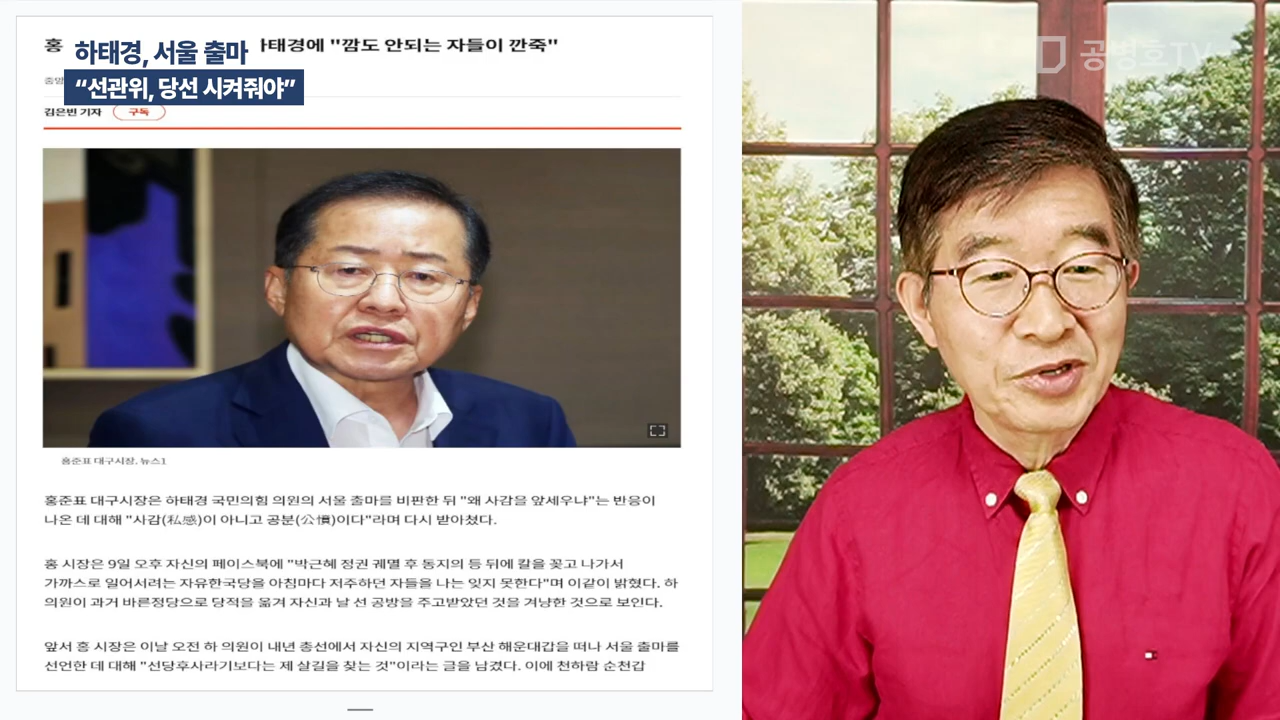 홍
하태경, 서울 출마
태경에 "깜도 안되는 자들이 깐죽"
중앙
"선관위, 당선 시켜줘야"
김은빈 기자
구독
공병호TV
홍준표 대구시장. 뉴스1
홍준표 대구시장은 하태경 국민의힘 의원의 서울 출마를 비판한 뒤 "왜 사감을 앞세우냐"는 반응이
나온 데 대해 "사감(私感)이 아니고 공분(公憤)이다"라며 다시 받아쳤다.
홍 시장은 9일 오후 자신의 페이스북에 "박근혜 정권 궤멸 후 동지의 등 뒤에 칼을 꽂고 나가서
가까스로 일어서려는 자유한국당을 아침마다 저주하던 자들을 나는 잊지 못한다"며 이같이 밝혔다. 하
의원이 과거 바른정당으로 당적을 옮겨 자신과 날 선 공방을 주고받았던 것을 겨냥한 것으로 보인다.
앞서 홍 시장은 이날 오전 하 의원이 내년 총선에서 자신의 지역구인 부산 해운대갑을 떠나 서울 출마를
선언한 데 대해 "선당후사라기보다는 제 살길을 찾는 것"이라는 글을 남겼다. 이에 천하람 순천갑